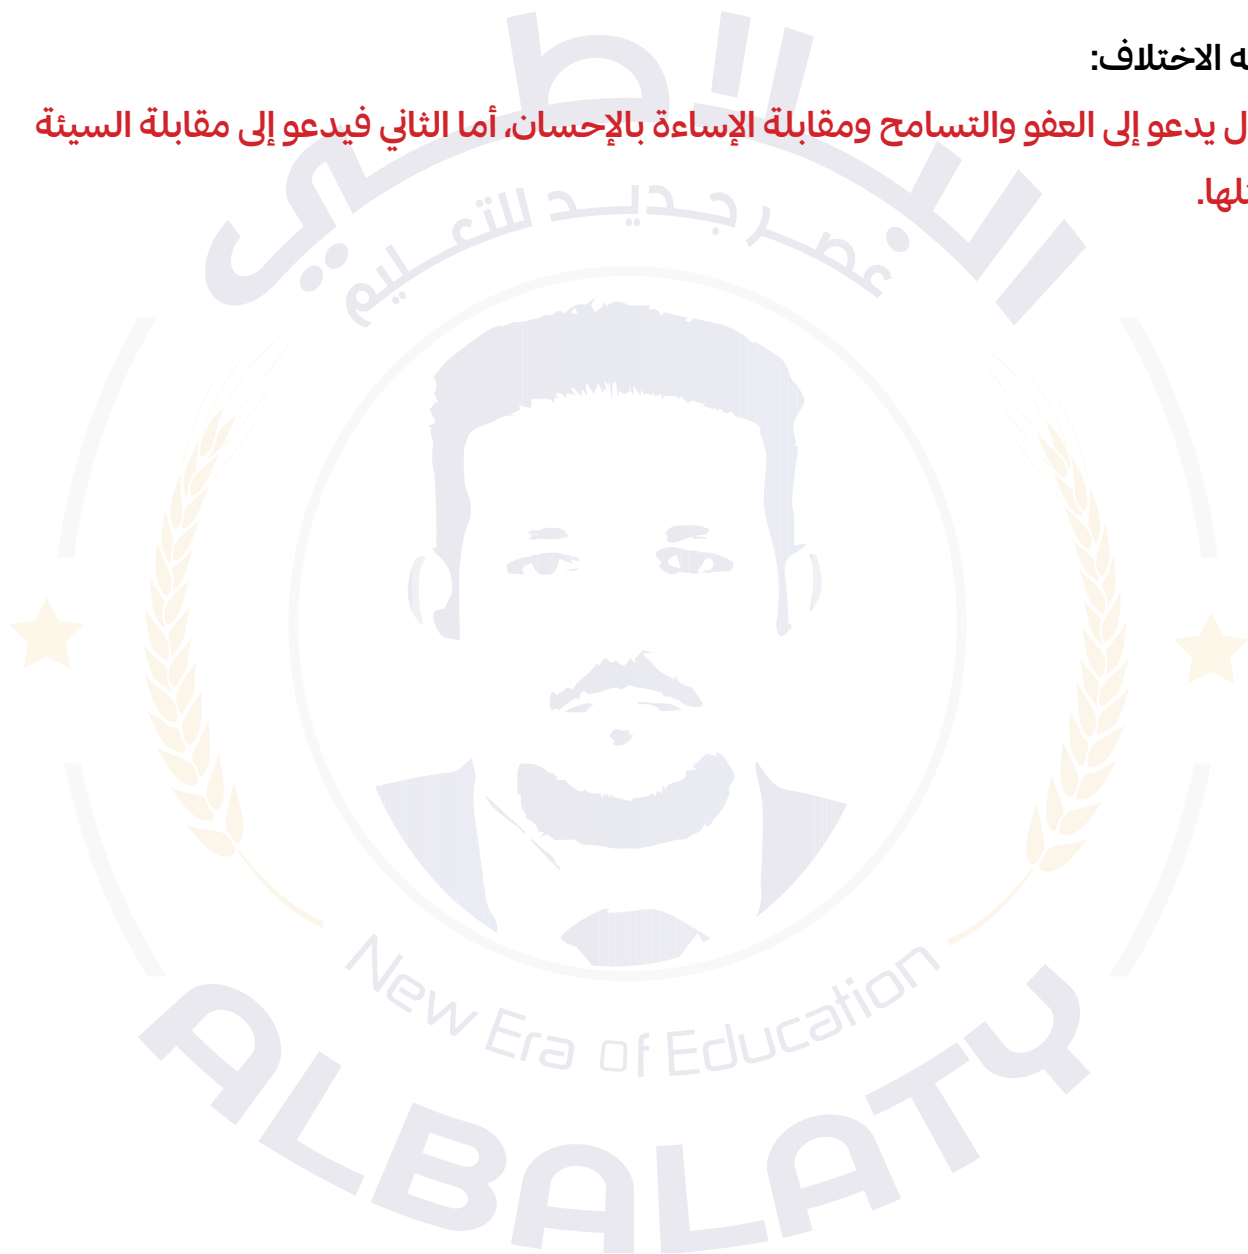 ه الاختلاف:
ل يدعو إلى العفو والتسامح ومقابلة الإساءة بالإحسان، أما الثاني فيدعو إلى مقابلة السيئة
ثلها.
البلاطي
عصر جديد للتعليم
New Era of Education
ALBALATY